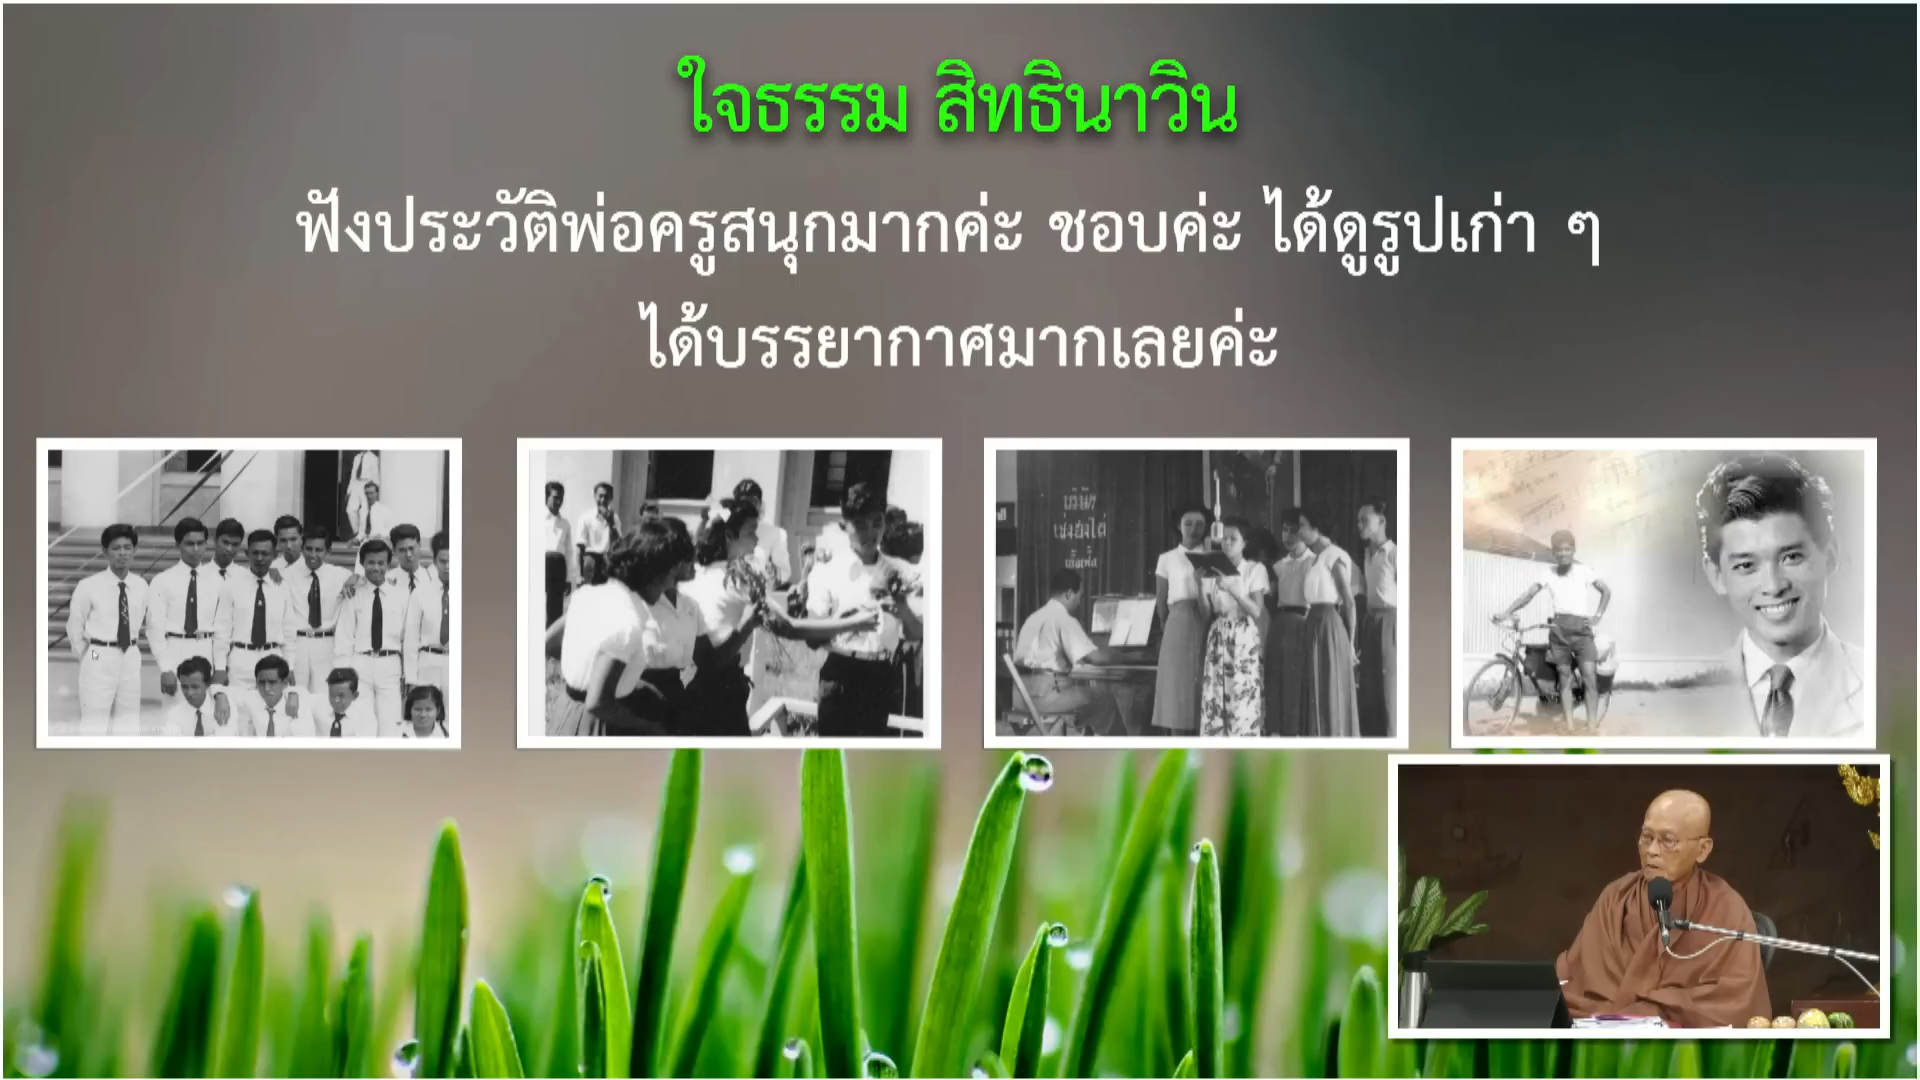 ใจธรรม สิทธินาวิน
ฟังประวัติพ่อครูสนุกมากค่ะ ชอบค่ะ ได้ดูรูปเก่า ๆ
ได้บรรยากาศมากเลยค่ะ